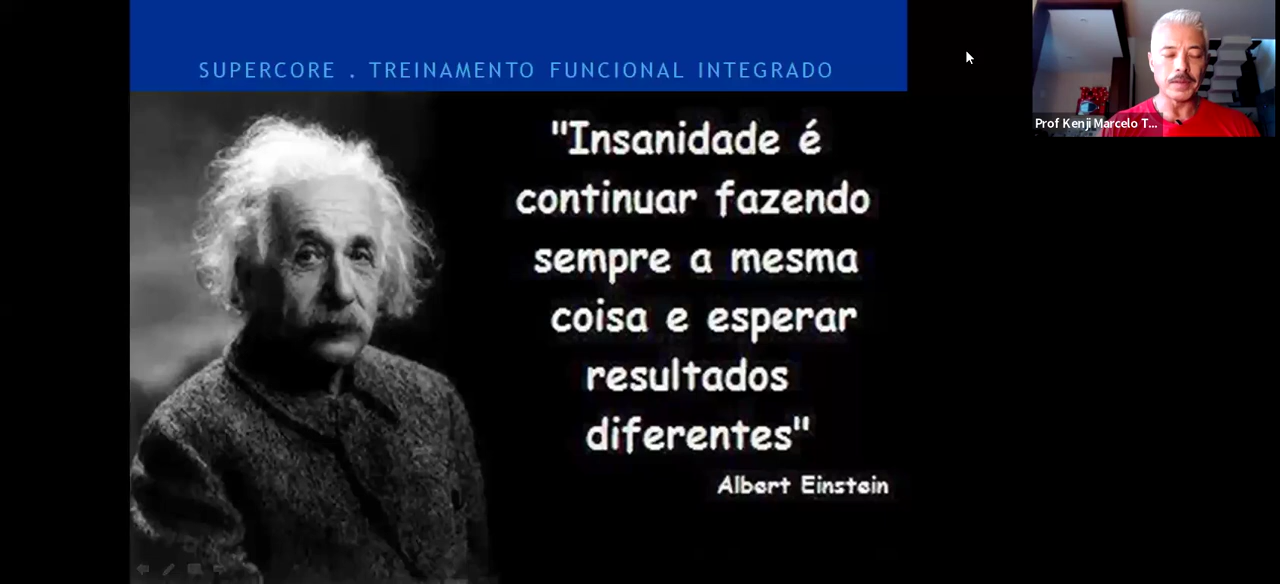 SUPERCORE . TREINAMENTO FUNCIONAL INTEGRADO
"Insanidade é
continuar fazendo
sempre a mesma
coisa e esperar
resultados
diferentes"
Albert Einstein
Prof Kenji Marcelo T...